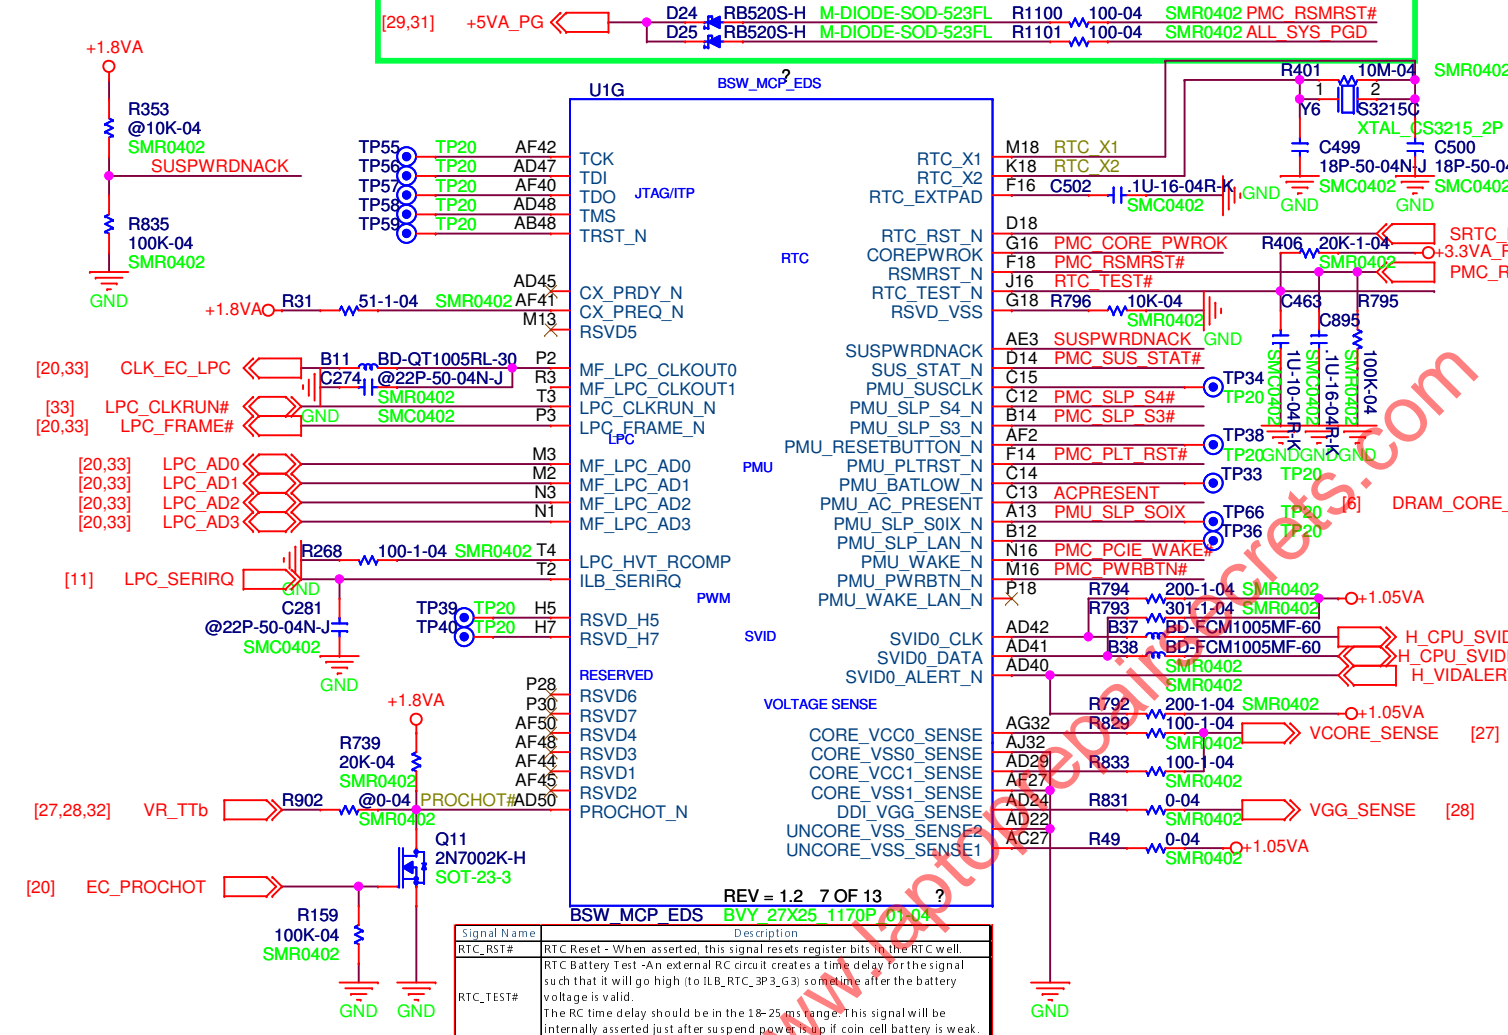 [29,31] +5VA_PG D24 RB520S-H M-DIODE-SOD-523FL R1100 100-04 SMR0402 PMC_RSMRST#
D25 RB520S-H M-DIODE-SOD-523FL R1101 100-04 SMR0402 ALL_SYS_PGD
+1.8VA
R353
@10K-04
SMR0402
SUSPWRDNACK
R835
100K-04
SMR0402
GND
?
BSW_MCP_EDS
U1G
R401 10M-04 SMR0402
1 2
Y6 S3215C
XTAL_CS3215_2P
C499 C500
18P-50-04N-J 18P-50-04
SMC0402 SMC0402
GND GND
TP55 TP20 AF42 TCK
TP56 TP20 AD47 TDI
TP57 TP20 AF40 TDO
TP58 TP20 AD48 TMS
TP59 TP20 AB48 TRST_N
JTAG/ITP
RTC_X1 M18 RTC_X1
RTC_X2 K18 RTC_X2
RTC_EXTPAD F16 C502 .1U-16-04R-K GND
SMC0402
RTC
RTC_RST_N D18 SRTC_
COREPWROK G16 PMC_CORE_PWROK
RSMRST_N F18 PMC_RSMRST# PMC_R
RTC_TEST_N J16 RTC_TEST#
RSVD_VSS G18 R796 10K-04
SMR0402
GND
R406 20K-1-04 +3.3VA_
SMR0402
C463 R795
C895
1U-10-04R-K
SMC0402
.1U-16-04R-K
SMC0402
100K-04
SMR0402
GND GND GND
AD45 CX_PRDY_N
+1.8VA R31 51-1-04 SMR0402 AF41 CX_PREQ_N
M13 RSVD5
[20,33] CLK_EC_LPC B11 BD-QT1005RL-30 P2 MF_LPC_CLKOUT0
C274 @22P-50-04N-J R3 MF_LPC_CLKOUT1
SMR0402
SMC0402
GND
[33] LPC_CLKRUN# T3 LPC_CLKRUN_N
[20,33] LPC_FRAME# P3 LPC_FRAME_N
LPC
[20,33] LPC_AD0 M3 MF_LPC_AD0
[20,33] LPC_AD1 M2 MF_LPC_AD1
[20,33] LPC_AD2 N3 MF_LPC_AD2
[20,33] LPC_AD3 N1 MF_LPC_AD3
R268 100-1-04 SMR0402 T4 LPC_HVT_RCOMP
GND
[11] LPC_SERIRQ T2 ILB_SERIRQ
C281
@22P-50-04N-J
SMC0402
GND
PMU
SUSPWRDNACK AE3 SUSPWRDNACK
SUS_STAT_N D14 PMC_SUS_STAT#
PMU_SUSCLK C15 TP34 TP20
PMU_SLP_S4_N C12 PMC_SLP_S4#
PMU_SLP_S3_N B14 PMC_SLP_S3#
PMU_RESETBUTTON_N AF2 TP38 TP20
PMU_PLTRST_N F14 PMC_PLT_RST#
PMU_BATLOW_N C14 TP33 TP20
PMU_AC_PRESENT C13 ACPRESENT
PMU_SLP_S0IX_N A13 PMU_SLP_SOIX TP66 TP20
PMU_SLP_LAN_N B12 TP36 TP20
PMU_WAKE_N N16 PMC_PCIE_WAKE#
PMU_PWRBTN_N M16 PMC_PWRBTN#
PMU_WAKE_LAN_N P18
[6] DRAM_CORE_
PWM
TP39 TP20 H5 RSVD_H5
TP40 TP20 H7 RSVD_H7
SVID
R794 200-1-04 SMR0402 +1.05VA
R793 301-1-04 SMR0402
SVID0_CLK AD42 B37 BD-FCM1005MF-60 H_CPU_SVID
SVID0_DATA AD41 B38 BD-FCM1005MF-60 H_CPU_SVID
SMR0402
SVID0_ALERT_N AD40 H_VIDALER
SMR0402
RESERVED
P28 RSVD6
P30 RSVD7
AF50 RSVD4
AF48 RSVD3
AF44 RSVD1
AF45 RSVD2
VOLTAGE SENSE
R792 200-1-04 SMR0402 +1.05VA
CORE_VCC0_SENSE AG32 R829 100-1-04 SMR0402 VCORE_SENSE [27]
CORE_VSS0_SENSE AJ32
CORE_VCC1_SENSE AD29 R833 100-1-04 SMR0402
CORE_VSS1_SENSE AF27
DDI_VGG_SENSE AD24 R831 0-04 SMR0402 VGG_SENSE [28]
UNCORE_VSS_SENSE2 AD22
UNCORE_VSS_SENSE1 AC27 R49 0-04 SMR0402 +1.05VA
GND
+1.8VA
R739
20K-04
SMR0402
[27,28,32] VR_TTb R902 @0-04 SMR0402 PROCHOT# AD50 PROCHOT_N
Q11
2N7002K-H
SOT-23-3
[20] EC_PROCHOT
R159
100K-04
SMR0402
GND GND
REV = 1.2 7 OF 13 ?
BSW_MCP_EDS BVY_27X25_1170P_01-04
Signal Name Description
RTC_RST# RTC Reset - When asserted, this signal resets register bits in the RTC well.
RTC_TEST# RTC Battery Test -An external RC circuit creates a time delay for the signal
such that it will go high (to ILB_RTC_3P3_G3) sometime after the battery
voltage is valid.
The RC time delay should be in the 18-25 ms range. This signal will be
internally asserted just after suspend power is up if coin cell battery is weak.
www.laptoprepairsecrets.com